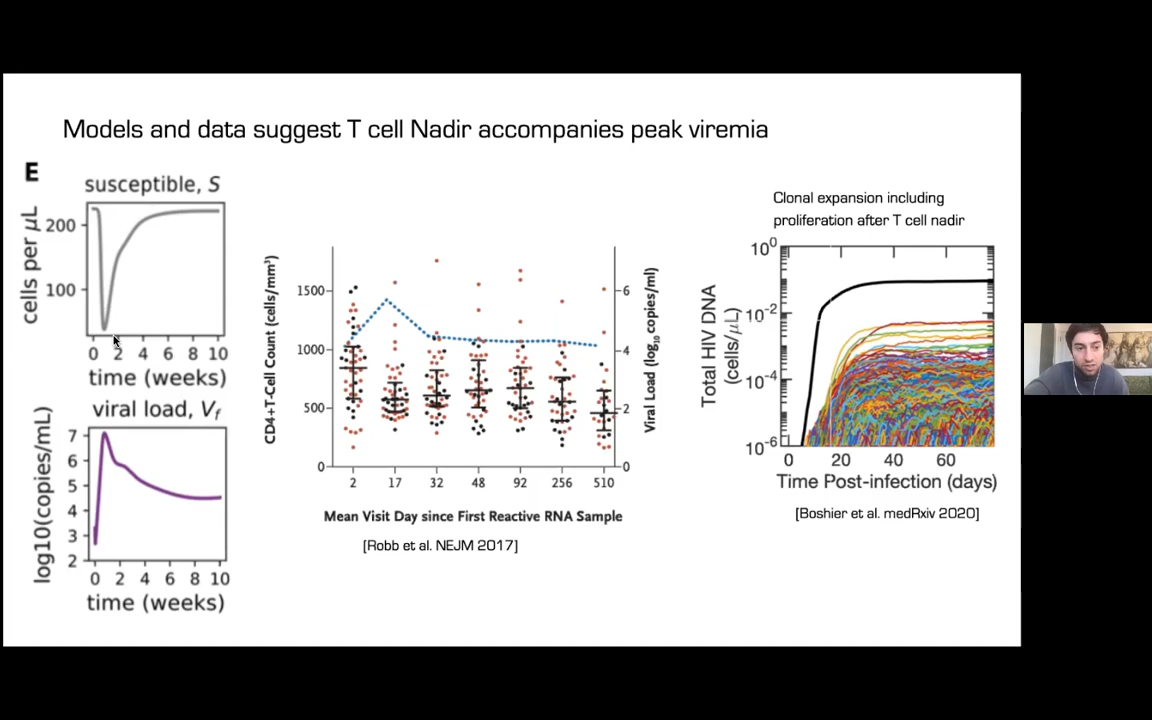 Models and data suggest T cell Nadir accompanies peak viremia
E
susceptible, S
cells per μL
200
100
0 2 4 6 8 10
time (weeks)
viral load, Vf
log10(copies/mL)
7
6
5
4
3
2
0 2 4 6 8 10
time (weeks)
CD4+T-Cell Count (cells/mm³)
1500
1000
500
0
6
4
2
0
Viral Load (log₁₀ copies/ml)
2 17 32 48 92 256 510
Mean Visit Day since First Reactive RNA Sample
[Robb et al. NEJM 2017]
Clonal expansion including
proliferation after T cell nadir
Total HIV DNA
(cells/μL)
10⁰
10⁻²
10⁻⁴
10⁻⁶
0 20 40 60
Time Post-infection (days)
[Boshier et al. medRxiv 2020]